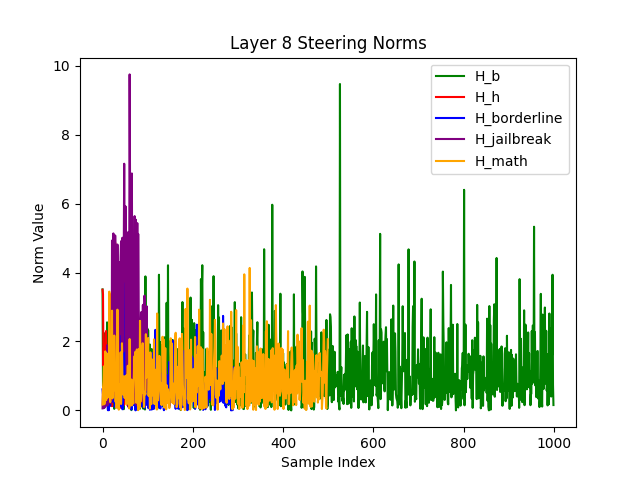 Layer 8 Steering Norms
Norm Value
10
8
6
4
2
0
H_b
H_h
H_borderline
H_jailbreak
H_math
0
200
400
600
800
1000
Sample Index